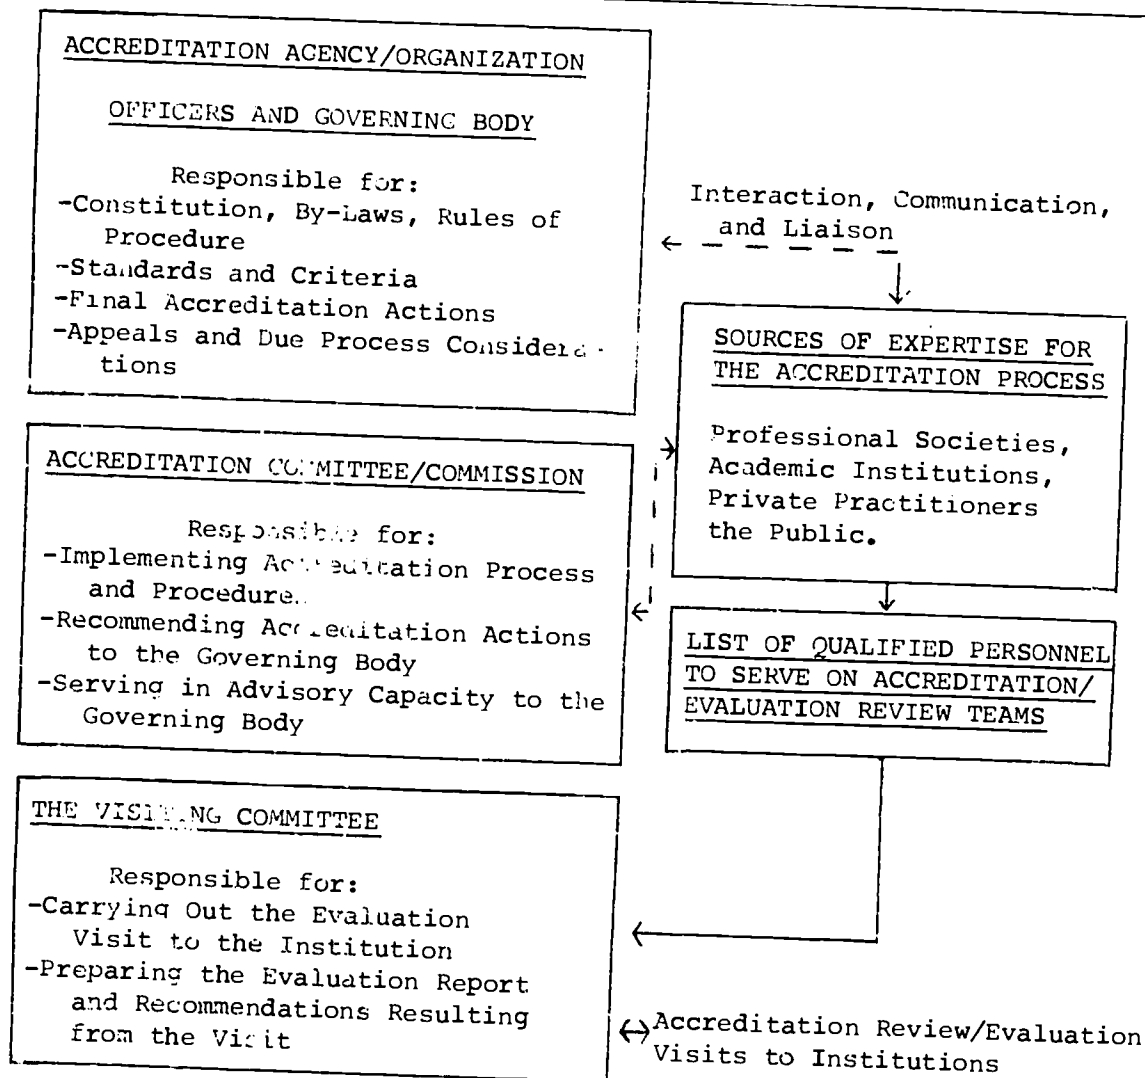 ACCREDITATION AGENCY/ORGANIZATION
OFFICERS AND GOVERNING BODY
Responsible for:
-Constitution, By-Laws, Rules of
Procedure
-Standards and Criteria
-Final Accreditation Actions
-Appeals and Due Process Considera-
tions
Interaction, Communication,
and Liaison
SOURCES OF EXPERTISE FOR
THE ACCREDITATION PROCESS
Professional Societies,
Academic Institutions,
Private Practitioners
the Public.
ACCREDITATION COMMITTEE/COMMISSION
Responsible for:
-Implementing Accreditation Process
and Procedure
-Recommending Accreditation Actions
to the Governing Body
-Serving in Advisory Capacity to the
Governing Body
LIST OF QUALIFIED PERSONNEL
TO SERVE ON ACCREDITATION/
EVALUATION REVIEW TEAMS
THE VISITING COMMITTEE
Responsible for:
-Carrying Out the Evaluation
Visit to the Institution
-Preparing the Evaluation Report
and Recommendations Resulting
from the Visit
Accreditation Review/Evaluation
Visits to Institutions